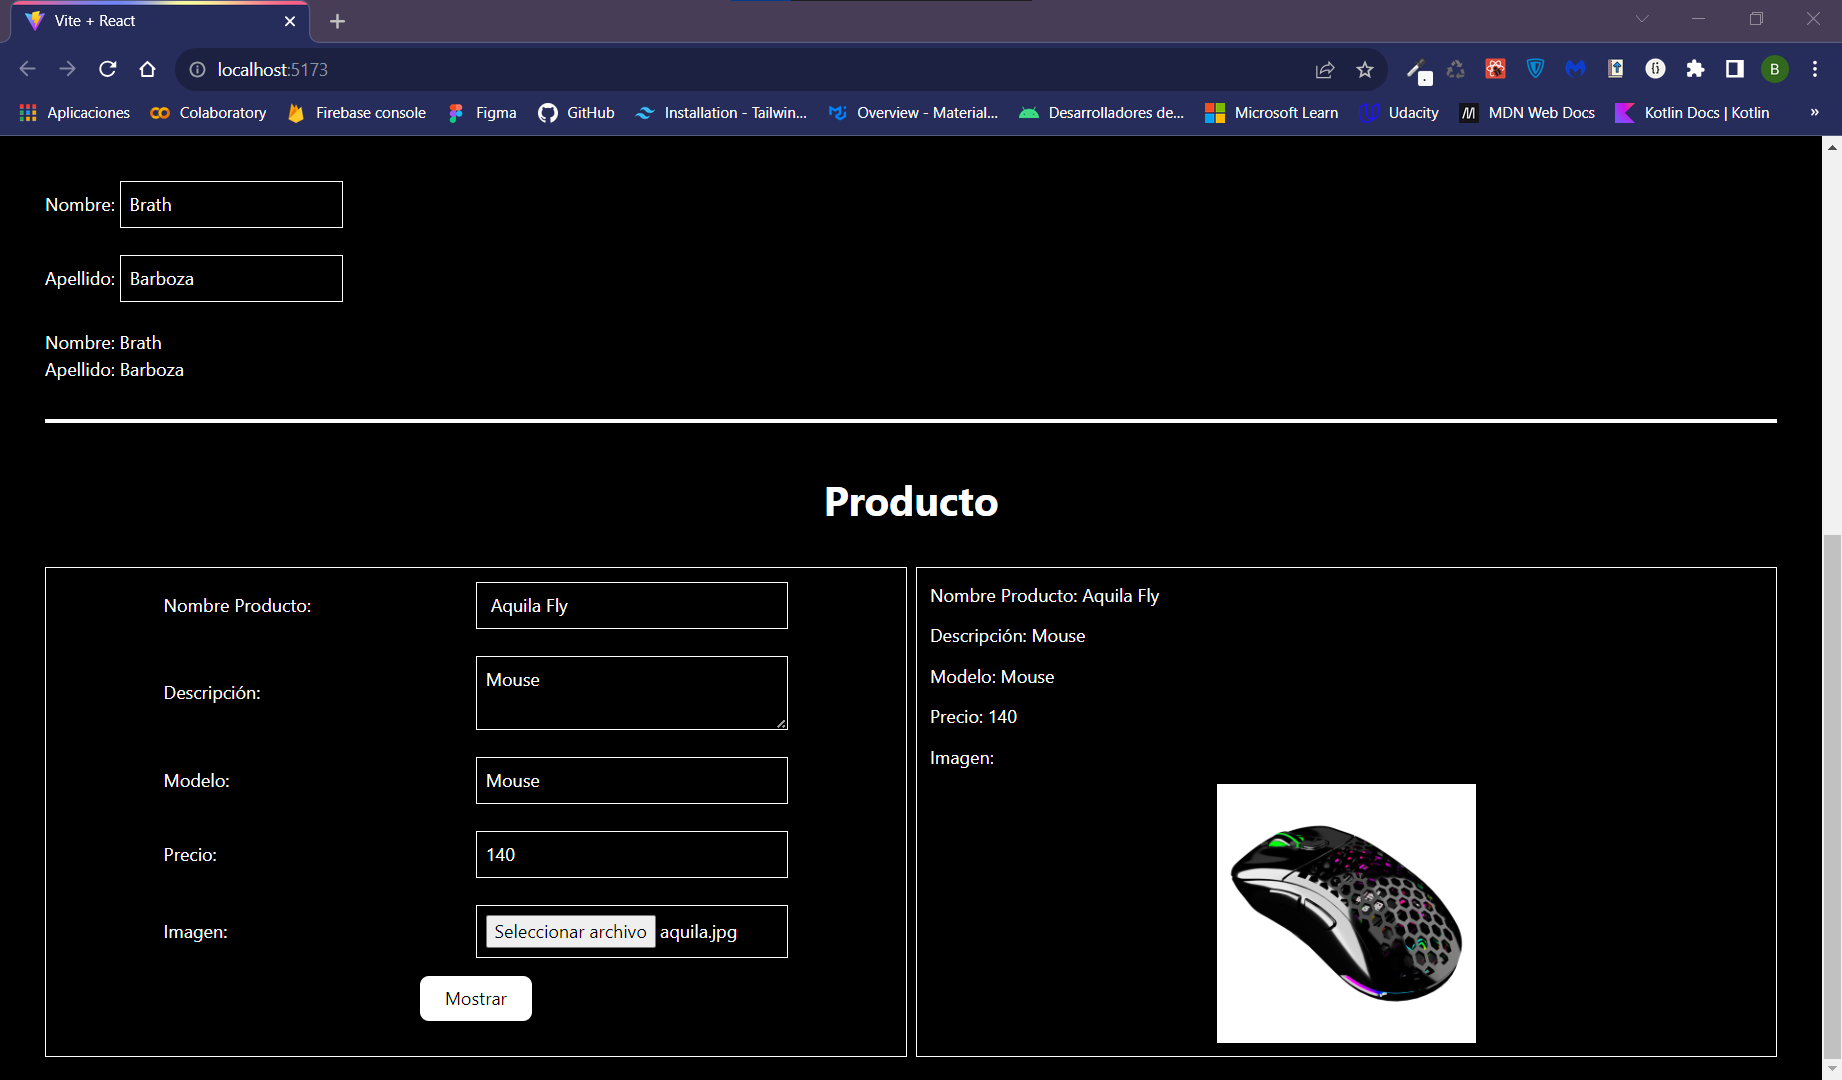 Vite + React
localhost:5173
B
Aplicaciones
Colaboratory
Firebase console
Figma
GitHub
Installation - Tailwin...
Overview - Material...
Desarrolladores de...
Microsoft Learn
Udacity
MDN Web Docs
Kotlin Docs | Kotlin
»
Nombre: Brath
Apellido: Barboza
Nombre: Brath
Apellido: Barboza
Producto
Nombre Producto: Aquila Fly
Descripción: Mouse
Modelo: Mouse
Precio: 140
Imagen: Seleccionar archivo aquila.jpg
Mostrar
Nombre Producto: Aquila Fly
Descripción: Mouse
Modelo: Mouse
Precio: 140
Imagen: